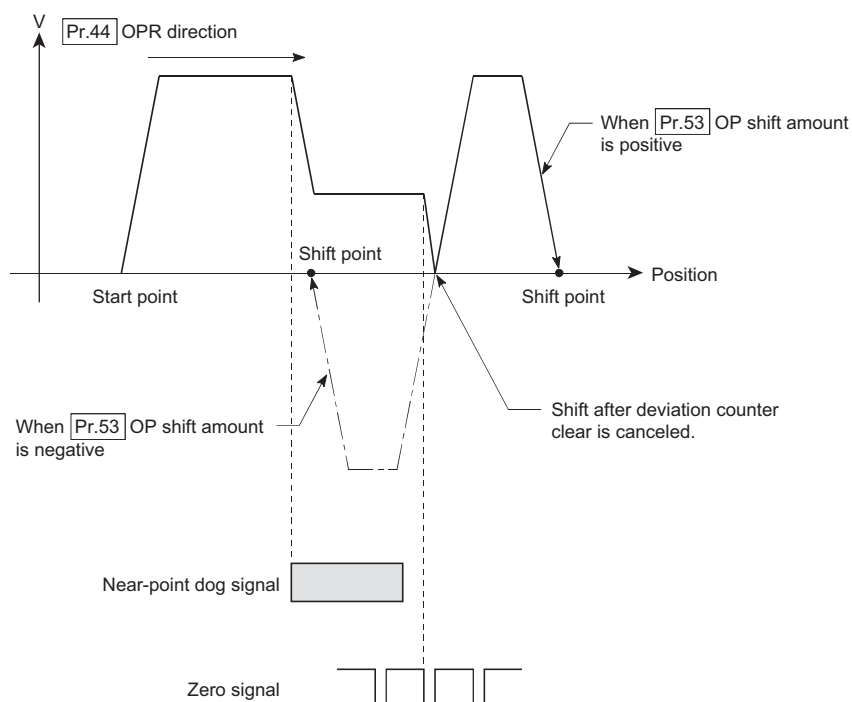 V
Pr.44 OPR direction
When Pr.53 OP shift amount
is positive
Shift point
Position
Start point
Shift point
When Pr.53 OP shift amount
is negative
Shift after deviation counter
clear is canceled.
Near-point dog signal
Zero signal